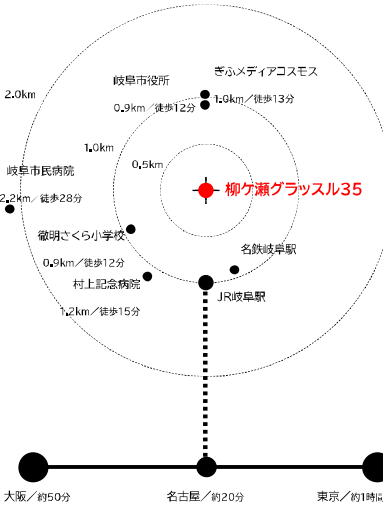 ぎふメディアコスモス
岐阜市役所
2.0km
1.0km／徒歩13分
0.9km／徒歩12分
1.0km
0.5km
岐阜市民病院
2.2km／徒歩28分
柳ケ瀬グラッスル35
徹明さくら小学校
名鉄岐阜駅
0.9km／徒歩12分
村上記念病院
JR岐阜駅
1.2km／徒歩15分
大阪／約50分
名古屋／約20分
東京／約1時間